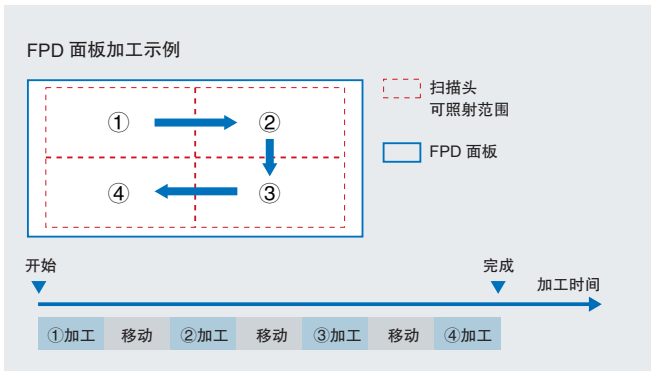 FPD 面板加工示例
① ②
④ ③
扫描头
可照射范围
FPD 面板
开始 完成
加工时间
①加工 移动 ②加工 移动 ③加工 移动 ④加工